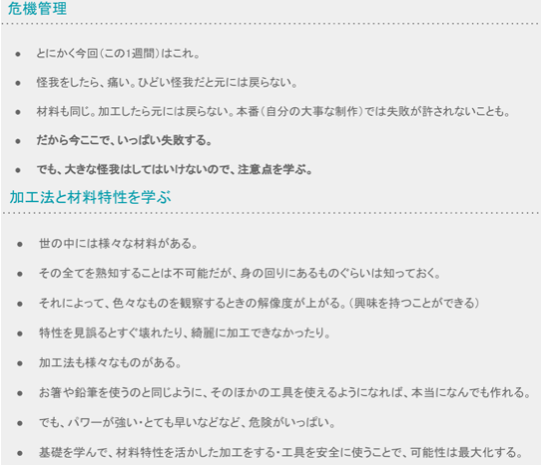 危機管理
● とにかく今回（この1週間）はこれ。
● 怪我をしたら、痛い。ひどい怪我だと元には戻らない。
● 材料も同じ。加工したら元には戻らない。本番（自分の大事な制作）では失敗が許されないことも。
● だから今ここで、いっぱい失敗する。
● でも、大きな怪我はしてはいけないので、注意点を学ぶ。
加工法と材料特性を学ぶ
● 世の中には様々な材料がある。
● その全てを熟知することは不可能だが、身の回りにあるものぐらいは知っておく。
● それによって、色々なものを観察するときの解像度が上がる。（興味を持つことができる）
● 特性を見誤るとすぐ壊れたり、綺麗に加工できなかったり。
● 加工法も様々なものがある。
● お箸や鉛筆を使うのと同じように、そのほかの工具を使えるようになれば、本当になんでも作れる。
● でも、パワーが強い・とても早いなどなど、危険がいっぱい。
● 基礎を学んで、材料特性を活かした加工をする・工具を安全に使うことで、可能性は最大化する。